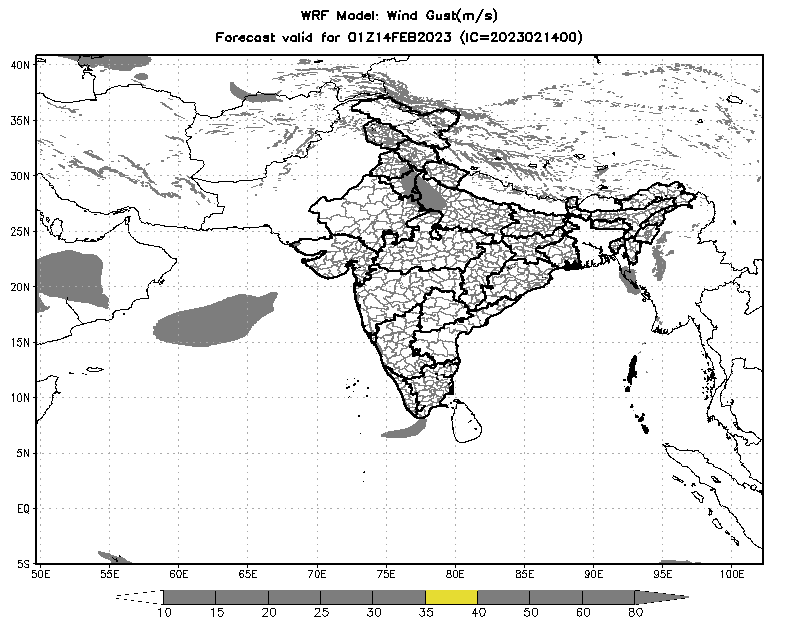 WRF Model: Wind Gust(m/s)
Forecast valid for 01Z14FEB2023 (IC=2023021400)
40N
35N
30N
25N
20N
15N
10N
5N
EQ
5S
50E 55E 60E 65E 70E 75E 80E 85E 90E 95E 100E
10 15 20 25 30 35 40 50 60 80